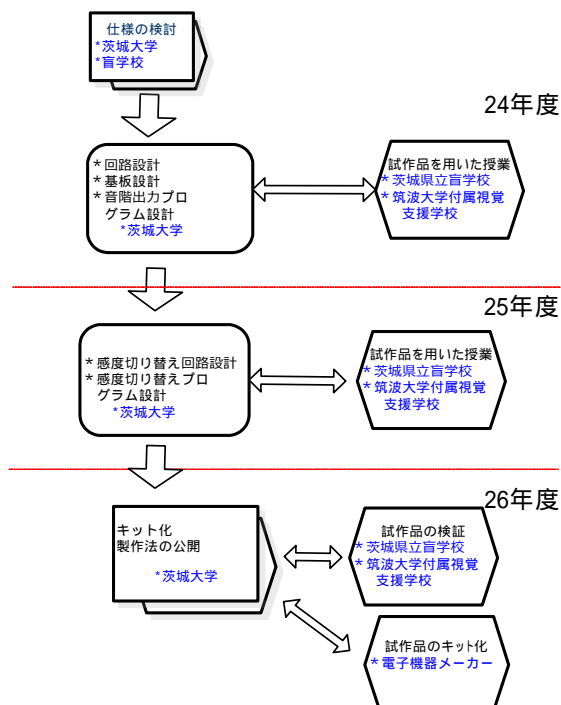 仕様の検討
*茨城大学
*盲学校
24年度
*回路設計
*基板設計
*音階出力プロ
グラム設計
*茨城大学
試作品を用いた授業
*茨城県立盲学校
*筑波大学付属視覚
支援学校
25年度
*感度切り替え回路設計
*感度切り替えプロ
グラム設計
*茨城大学
試作品を用いた授業
*茨城県立盲学校
*筑波大学付属視覚
支援学校
26年度
キット化
製作法の公開
*茨城大学
試作品の検証
*茨城県立盲学校
*筑波大学付属視覚
支援学校
試作品のキット化
*電子機器メーカー